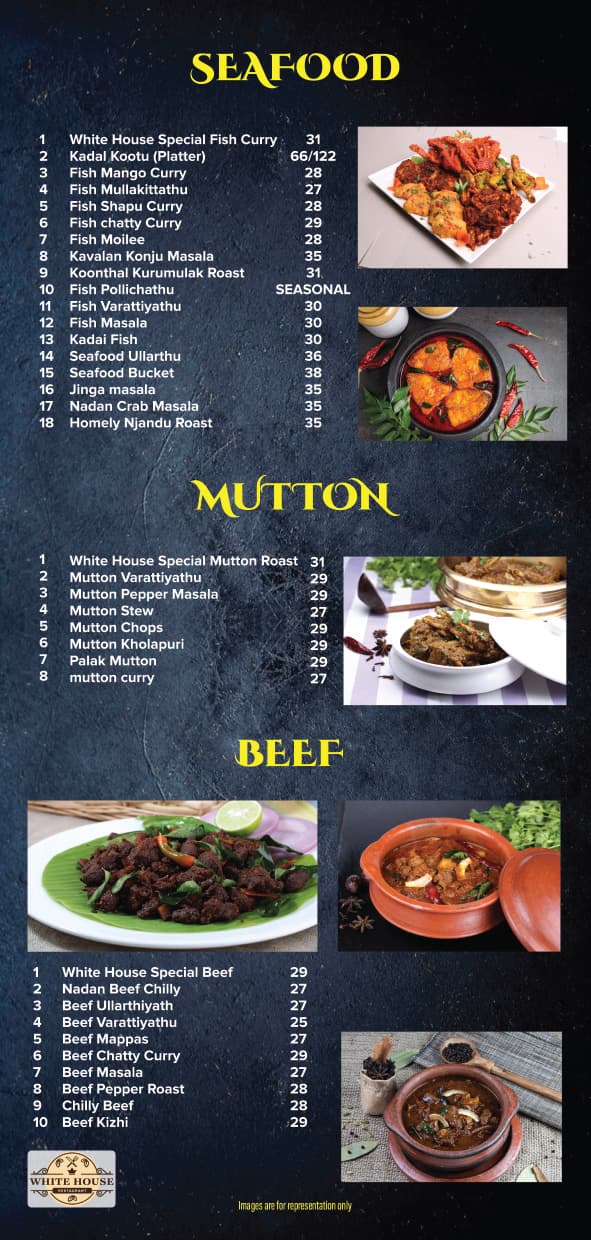 SEAFOOD
1 White House Special Fish Curry 31
2 Kadal Kootu (Platter) 66/122
3 Fish Mango Curry 28
4 Fish Mullakittathu 27
5 Fish Shapu Curry 28
6 Fish chatty Curry 29
7 Fish Moilee 28
8 Kavalan Konju Masala 35
9 Koonthal Kurumulak Roast 31
10 Fish Pollichathu SEASONAL
11 Fish Varattiyathu 30
12 Fish Masala 30
13 Kadai Fish 30
14 Seafood Ullarthu 36
15 Seafood Bucket 38
16 Jinga masala 35
17 Nadan Crab Masala 35
18 Homely Njandu Roast 35
MUTTON
1 White House Special Mutton Roast 31
2 Mutton Varattiyathu 29
3 Mutton Pepper Masala 29
4 Mutton Stew 27
5 Mutton Chops 29
6 Mutton Kholapuri 29
7 Palak Mutton 29
8 mutton curry 27
BEEF
1 White House Special Beef 29
2 Nadan Beef Chilly 27
3 Beef Ullarthiyath 27
4 Beef Varattiyathu 25
5 Beef Mappas 27
6 Beef Chatty Curry 29
7 Beef Masala 27
8 Beef Pepper Roast 28
9 Chilly Beef 28
10 Beef Kizhi 29
WHITE HOUSE
RESTAURANT
Images are for representation only